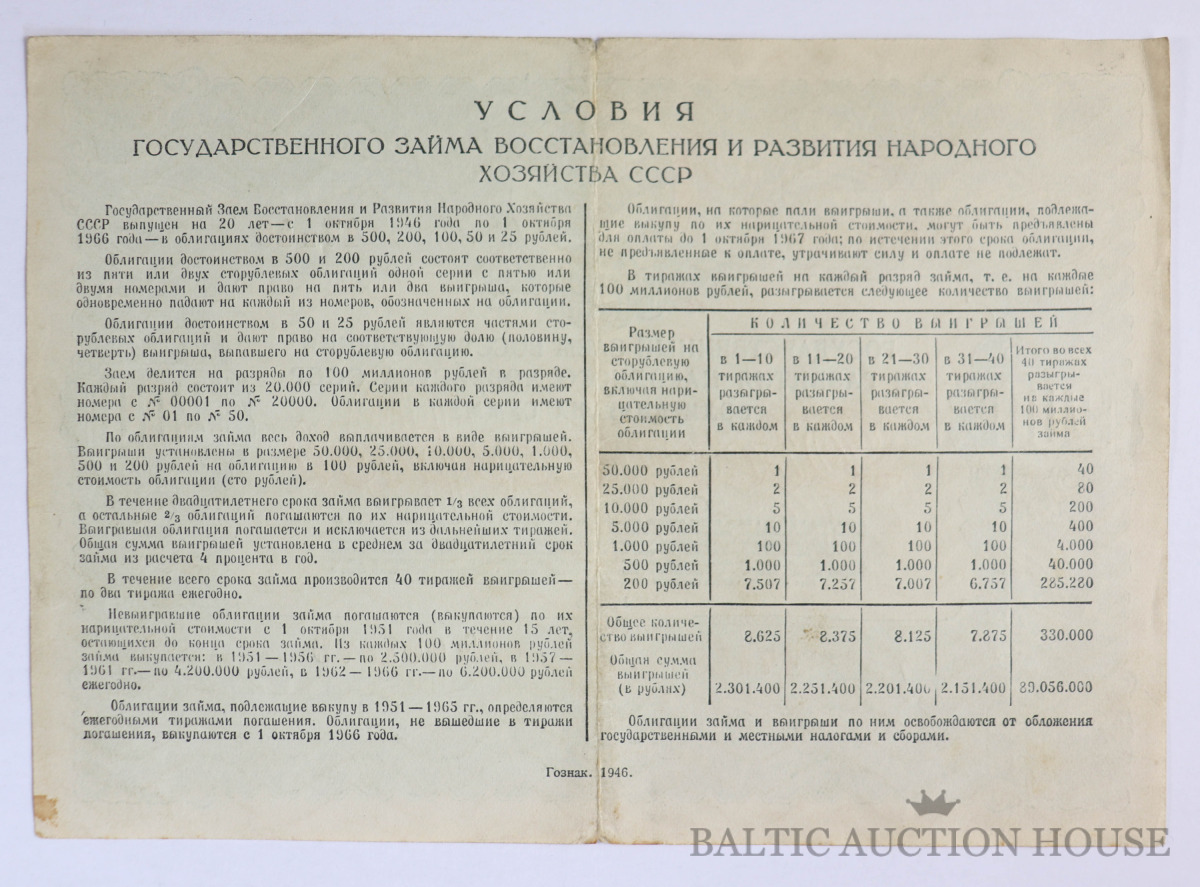 УСЛОВИЯ
ГОСУДАРСТВЕННОГО ЗАЙМА ВОССТАНОВЛЕНИЯ И РАЗВИТИЯ НАРОДНОГО
ХОЗЯЙСТВА СССР
Государственный Заем Восстановления и Развития Народного Хозяйства
СССР выпущен на 20 лет — с 1 октября 1946 года по 1 октября
1966 года — в облигациях достоинством в 500, 200, 100, 50 и 25 рублей.
Облигации достоинством в 500 и 200 рублей состоят соответственно
из пяти или двух сторублевых облигаций одной серии с пятью или
двумя номерами и дают право на пять или два выигрыша, которые
одновременно падают на каждый из номеров, обозначенных на облигации.
Облигации достоинством в 50 и 25 рублей являются частями сто-
рублевых облигаций и дают право на соответствующую долю (половину,
четверть) выигрыша, выпавшего на сторублевую облигацию.
Заем делится на разряды по 100 миллионов рублей в разряде.
Каждый разряд состоит из 20.000 серий. Серии каждого разряда имеют
номера с № 00001 по № 20000. Облигации в каждой серии имеют
номера с № 01 по № 50.
По облигациям займа весь доход выплачивается в виде выигрышей.
Выигрыши установлены в размере 50.000, 25.000, 10.000, 5.000, 1.000,
500 и 200 рублей на облигацию в 100 рублей, включая нарицательную
стоимость облигации (сто рублей).
В течение двадцатилетнего срока займа выигрывает 1/3 всех облигаций,
а остальные 2/3 облигаций погашаются по их нарицательной стоимости.
Выигравшая облигация погашается и исключается из дальнейших тиражей.
Общая сумма выигрышей установлена в среднем за двадцатилетний срок
займа из расчета 4 процента в год.
В течение всего срока займа производится 40 тиражей выигрышей —
по два тиража ежегодно.
Невыигравшие облигации займа погашаются (выкупаются) по их
нарицательной стоимости с 1 октября 1951 года в течение 15 лет,
остающихся до конца срока займа. Из каждых 100 миллионов рублей
займа выкупается: в 1951 — 1956 гг. — по 2.500.000 рублей, в 1957 —
1961 гг. — по 4.200.000 рублей, в 1962 — 1966 гг. — по 6.200.000 рублей
ежегодно.
Облигации займа, подлежащие выкупу в 1951 — 1965 гг., определяются
ежегодными тиражами погашения. Облигации, не вышедшие в тиражи
погашения, выкупаются с 1 октября 1966 года.
Облигации, на которые пали выигрыши, а также облигации, подлежа-
щие выкупу по их нарицательной стоимости, могут быть предъявлены
для оплаты до 1 октября 1967 года; по истечении этого срока облигации,
не предъявленные к оплате, утрачивают силу и оплате не подлежат.
В тиражах выигрышей на каждый разряд займа, т. е. на каждые
100 миллионов рублей, разыгрывается следующее количество выигрышей:
Размер
выигрышей на
сторублевую
облигацию,
включая нари-
цательную
стоимость
облигации
КОЛИЧЕСТВО ВЫИГРЫШЕЙ
в 1—10
тиражах
разыгры-
вается
в каждом
в 11—20
тиражах
разыгры-
вается
в каждом
в 21—30
тиражах
разыгры-
вается
в каждом
в 31—40
тиражах
разыгры-
вается
в каждом
Итого во всех
40 тиражах
разыгры-
вается
на каждые
100 миллио-
нов рублей
займа
50.000 рублей 1 1 1 1 40
25.000 рублей 2 2 2 2 80
10.000 рублей 5 5 5 5 200
5.000 рублей 10 10 10 10 400
1.000 рублей 100 100 100 100 4.000
500 рублей 1.000 1.000 1.000 1.000 40.000
200 рублей 7.507 7.257 7.007 6.757 285.280
Общее количе-
ство выигрышей 8.625 8.375 8.125 7.875 330.000
Общая сумма
выигрышей
(в рублях) 2.301.400 2.251.400 2.201.400 2.151.400 89.056.000
Облигации займа и выигрыши по ним освобождаются от обложения
государственными и местными налогами и сборами.
Гознак. 1946.
BALTIC AUCTION HOUSE